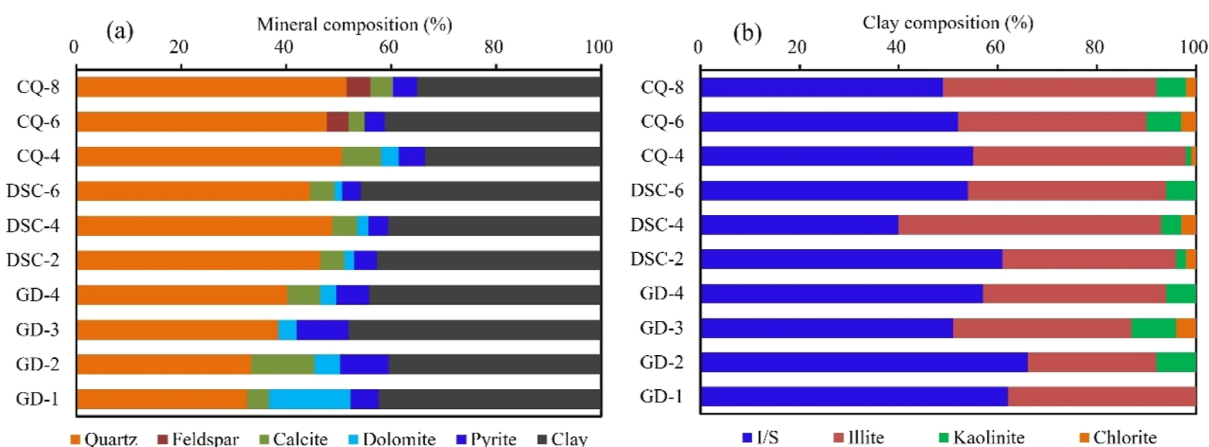 (a) Mineral composition (%)
0 20 40 60 80 100
CQ-8
CQ-6
CQ-4
DSC-6
DSC-4
DSC-2
GD-4
GD-3
GD-2
GD-1
Quartz Feldspar Calcite Dolomite Pyrite Clay
(b) Clay composition (%)
0 20 40 60 80 100
CQ-8
CQ-6
CQ-4
DSC-6
DSC-4
DSC-2
GD-4
GD-3
GD-2
GD-1
I/S Illite Kaolinite Chlorite